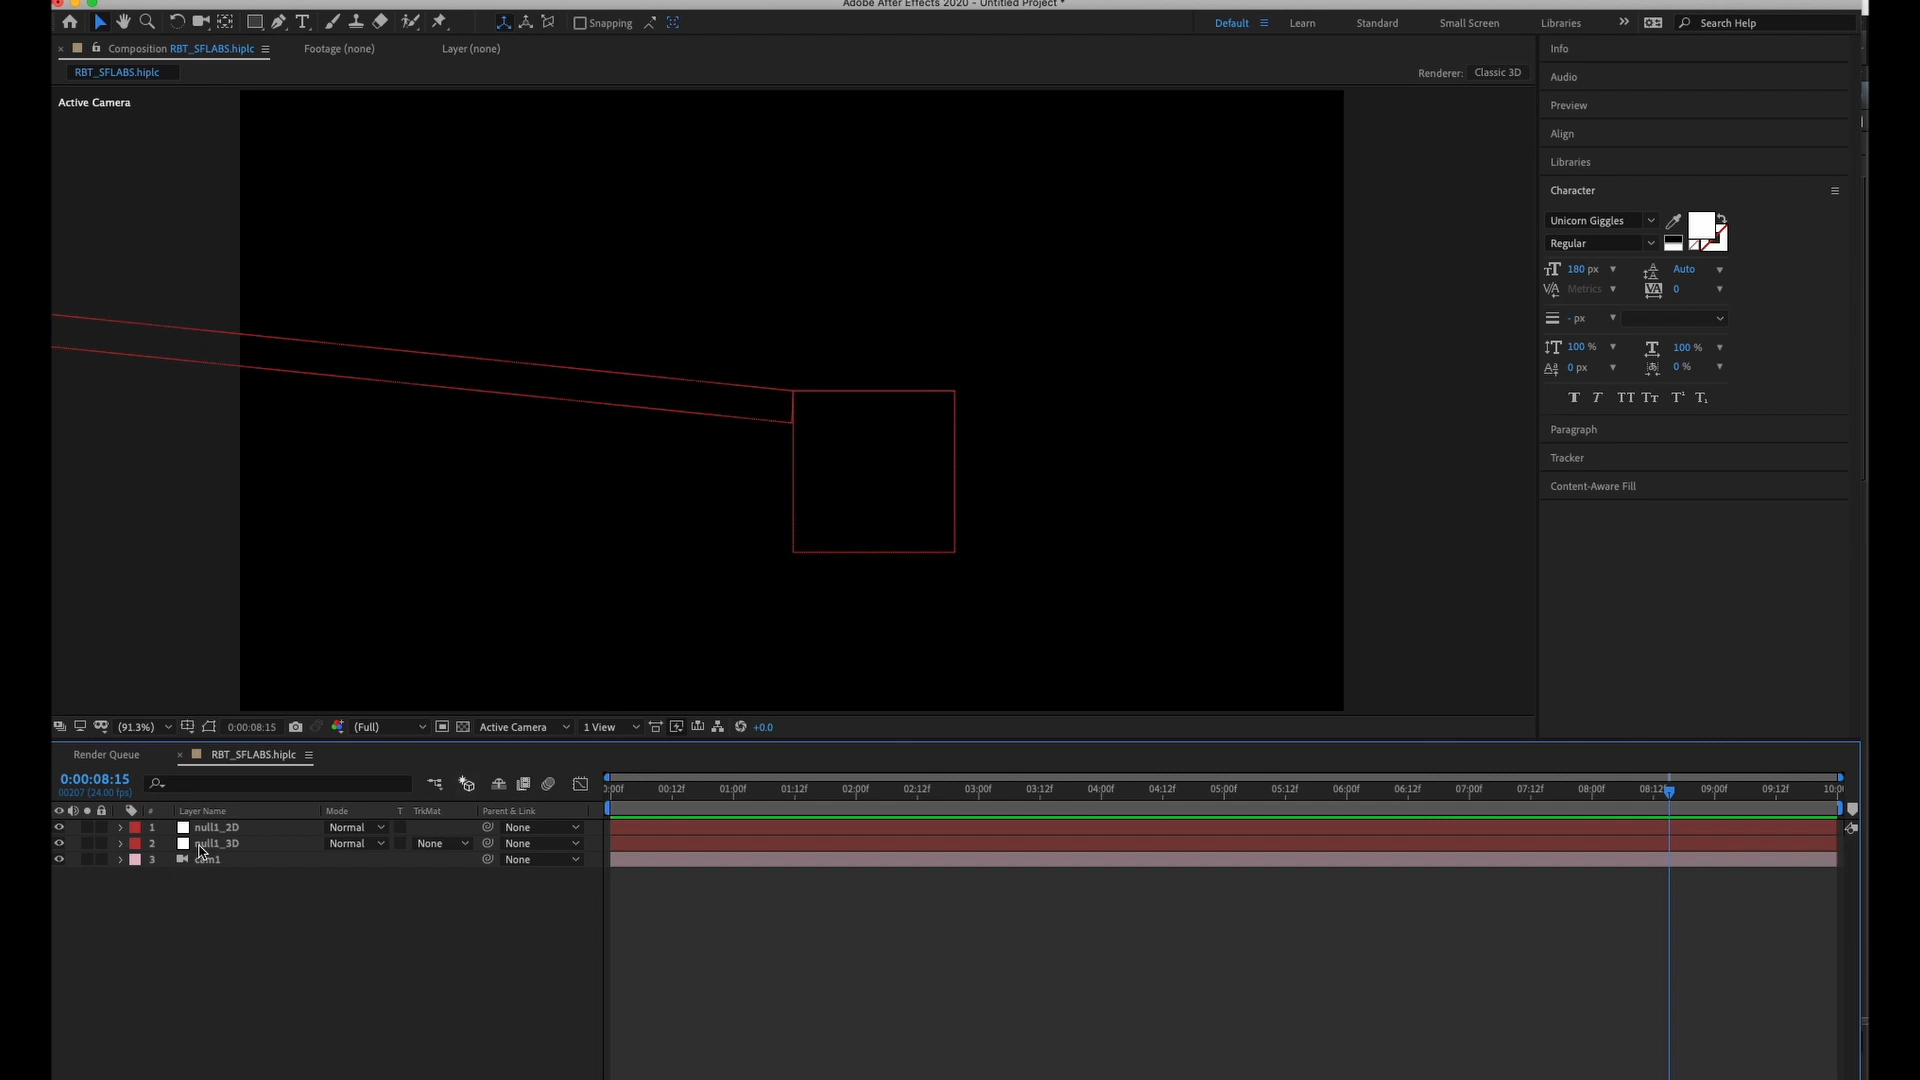 Adobe After Effects 2020 - Untitled Project *
Snapping
Default
Learn
Standard
Small Screen
Libraries
Search Help
Composition RBT_SFLABS.hiplc
Footage (none)
Layer (none)
RBT_SFLABS.hiplc
Renderer: Classic 3D
Active Camera
Info
Audio
Preview
Align
Libraries
Character
Unicorn Giggles
Regular
180 px
Auto
Metrics
0
- px
100 %
100 %
0 px
0 %
Paragraph
Tracker
Content-Aware Fill
(91.3%)
0:00:08:15
(Full)
Active Camera
1 View
+0.0
Render Queue
RBT_SFLABS.hiplc
0:00:08:15
00207 (24.00 fps)
:00f 00:12f 01:00f 01:12f 02:00f 02:12f 03:00f 03:12f 04:00f 04:12f 05:00f 05:12f 06:00f 06:12f 07:00f 07:12f 08:00f 08:12f 09:00f 09:12f 10:0
# Layer Name Mode T TrkMat Parent & Link
1 null1_2D Normal None
2 null1_3D Normal None None
3 cam1 None